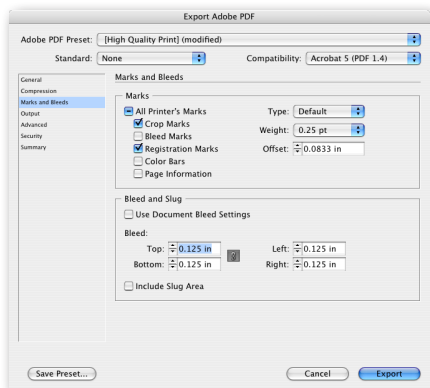 Export Adobe PDF
Adobe PDF Preset: [High Quality Print] (modified)
Standard: None Compatibility: Acrobat 5 (PDF 1.4)
General
Compression
Marks and Bleeds
Output
Advanced
Security
Summary
Marks and Bleeds
Marks
All Printer's Marks
Crop Marks
Bleed Marks
Registration Marks
Color Bars
Page Information
Type: Default
Weight: 0.25 pt
Offset: 0.0833 in
Bleed and Slug
Use Document Bleed Settings
Bleed:
Top: 0.125 in Left: 0.125 in
Bottom: 0.125 in Right: 0.125 in
Include Slug Area
Save Preset... Cancel Export